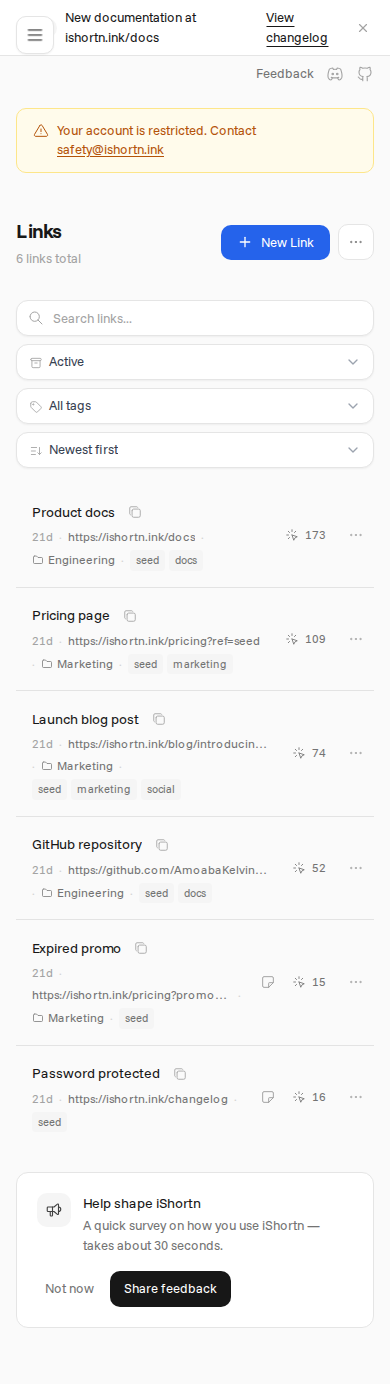 New documentation at
ishortn.ink/docs
View
changelog
Feedback
Your account is restricted. Contact
safety@ishortn.ink
Links
6 links total
New Link
Search links...
Active
All tags
Newest first
Product docs
21d · https://ishortn.ink/docs ·
Engineering · seed docs
173
Pricing page
21d · https://ishortn.ink/pricing?ref=seed
· Marketing · seed marketing
109
Launch blog post
21d · https://ishortn.ink/blog/introducin...
· Marketing ·
seed marketing social
74
GitHub repository
21d · https://github.com/AmoabaKelvin...
· Engineering · seed docs
52
Expired promo
21d ·
https://ishortn.ink/pricing?promo... ·
Marketing · seed
15
Password protected
21d · https://ishortn.ink/changelog ·
seed
16
Help shape iShortn
A quick survey on how you use iShortn —
takes about 30 seconds.
Not now
Share feedback